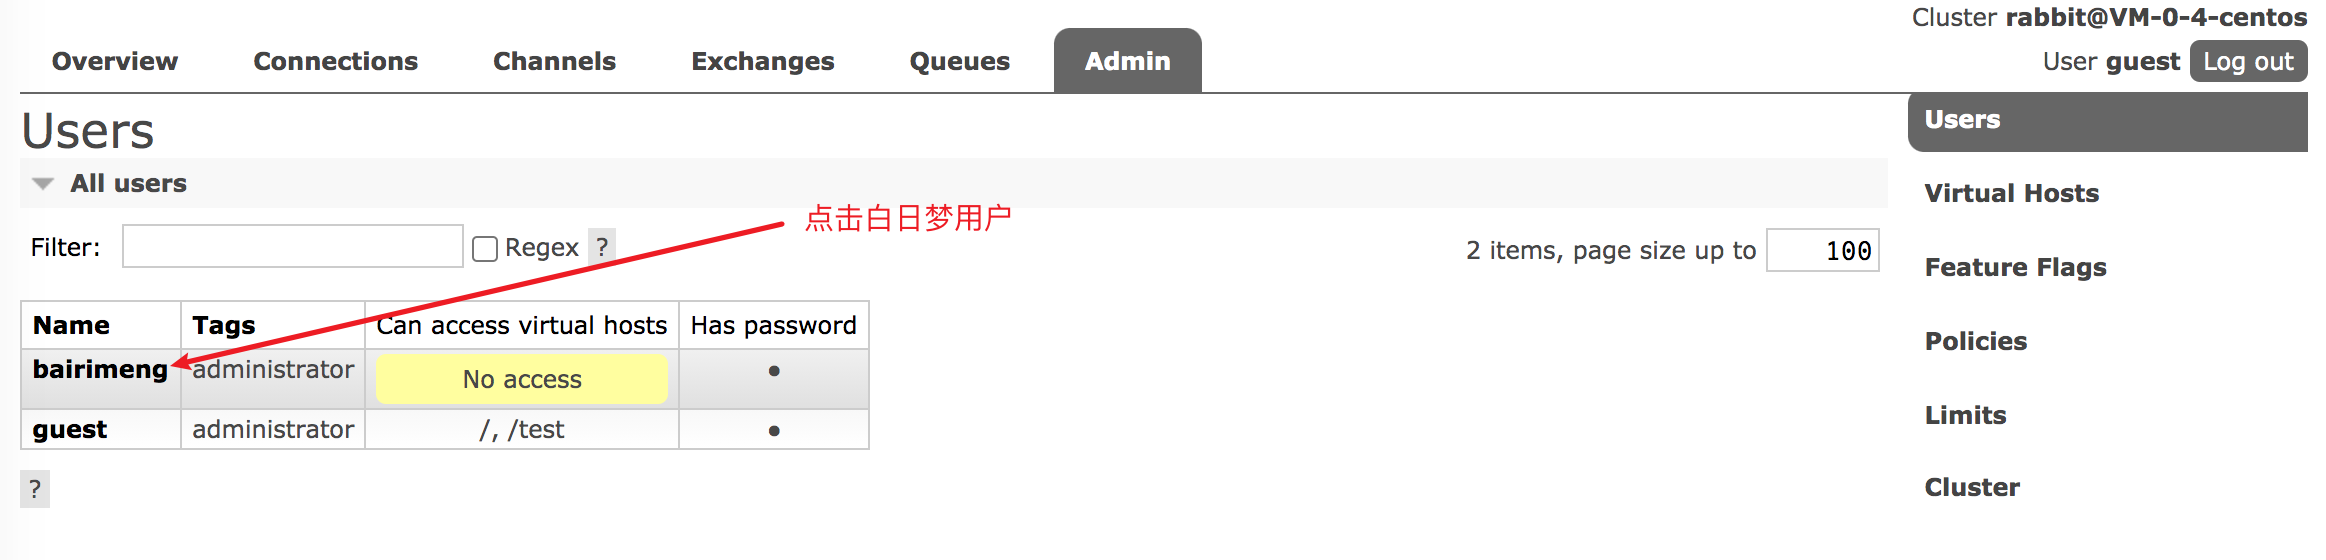 Cluster rabbit@VM-0-4-centos
Overview Connections Channels Exchanges Queues Admin
User guest Log out
Users
All users
点击白日梦用户
Filter: Regex ?
2 items, page size up to 100
Name Tags Can access virtual hosts Has password
bairimeng administrator No access •
guest administrator /, /test •
?
Users
Virtual Hosts
Feature Flags
Policies
Limits
Cluster